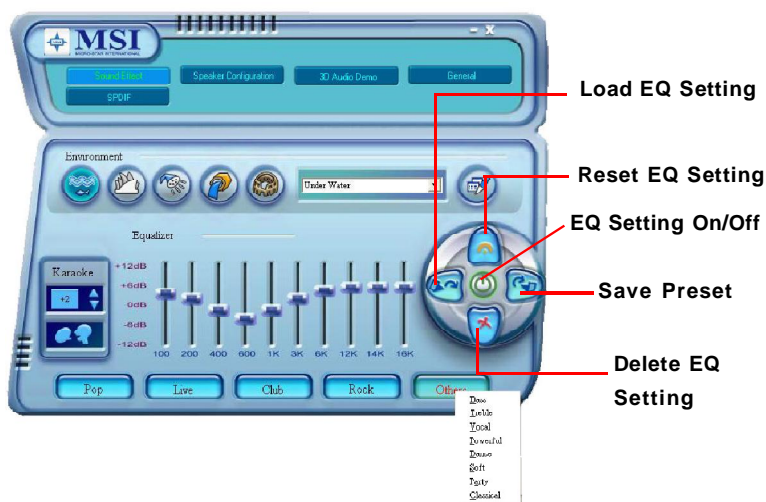 MSI
MICRO-STAR INTERNATIONAL
- x
Sound Effect
Speaker Configuration
3D Audio Demo
General
SPDIF
Load EQ Setting
Environment
Under Water
Reset EQ Setting
EQ Setting On/Off
Equalizer
Karaoke
+2
+12dB
+6dB
0dB
-6dB
-12dB
100 200 400 600 1K 3K 6K 12K 14K 16K
Save Preset
Delete EQ
Setting
Pop
Live
Club
Rock
Others
Bass
Treble
Vocal
Powerful
Dance
Soft
Party
Classical